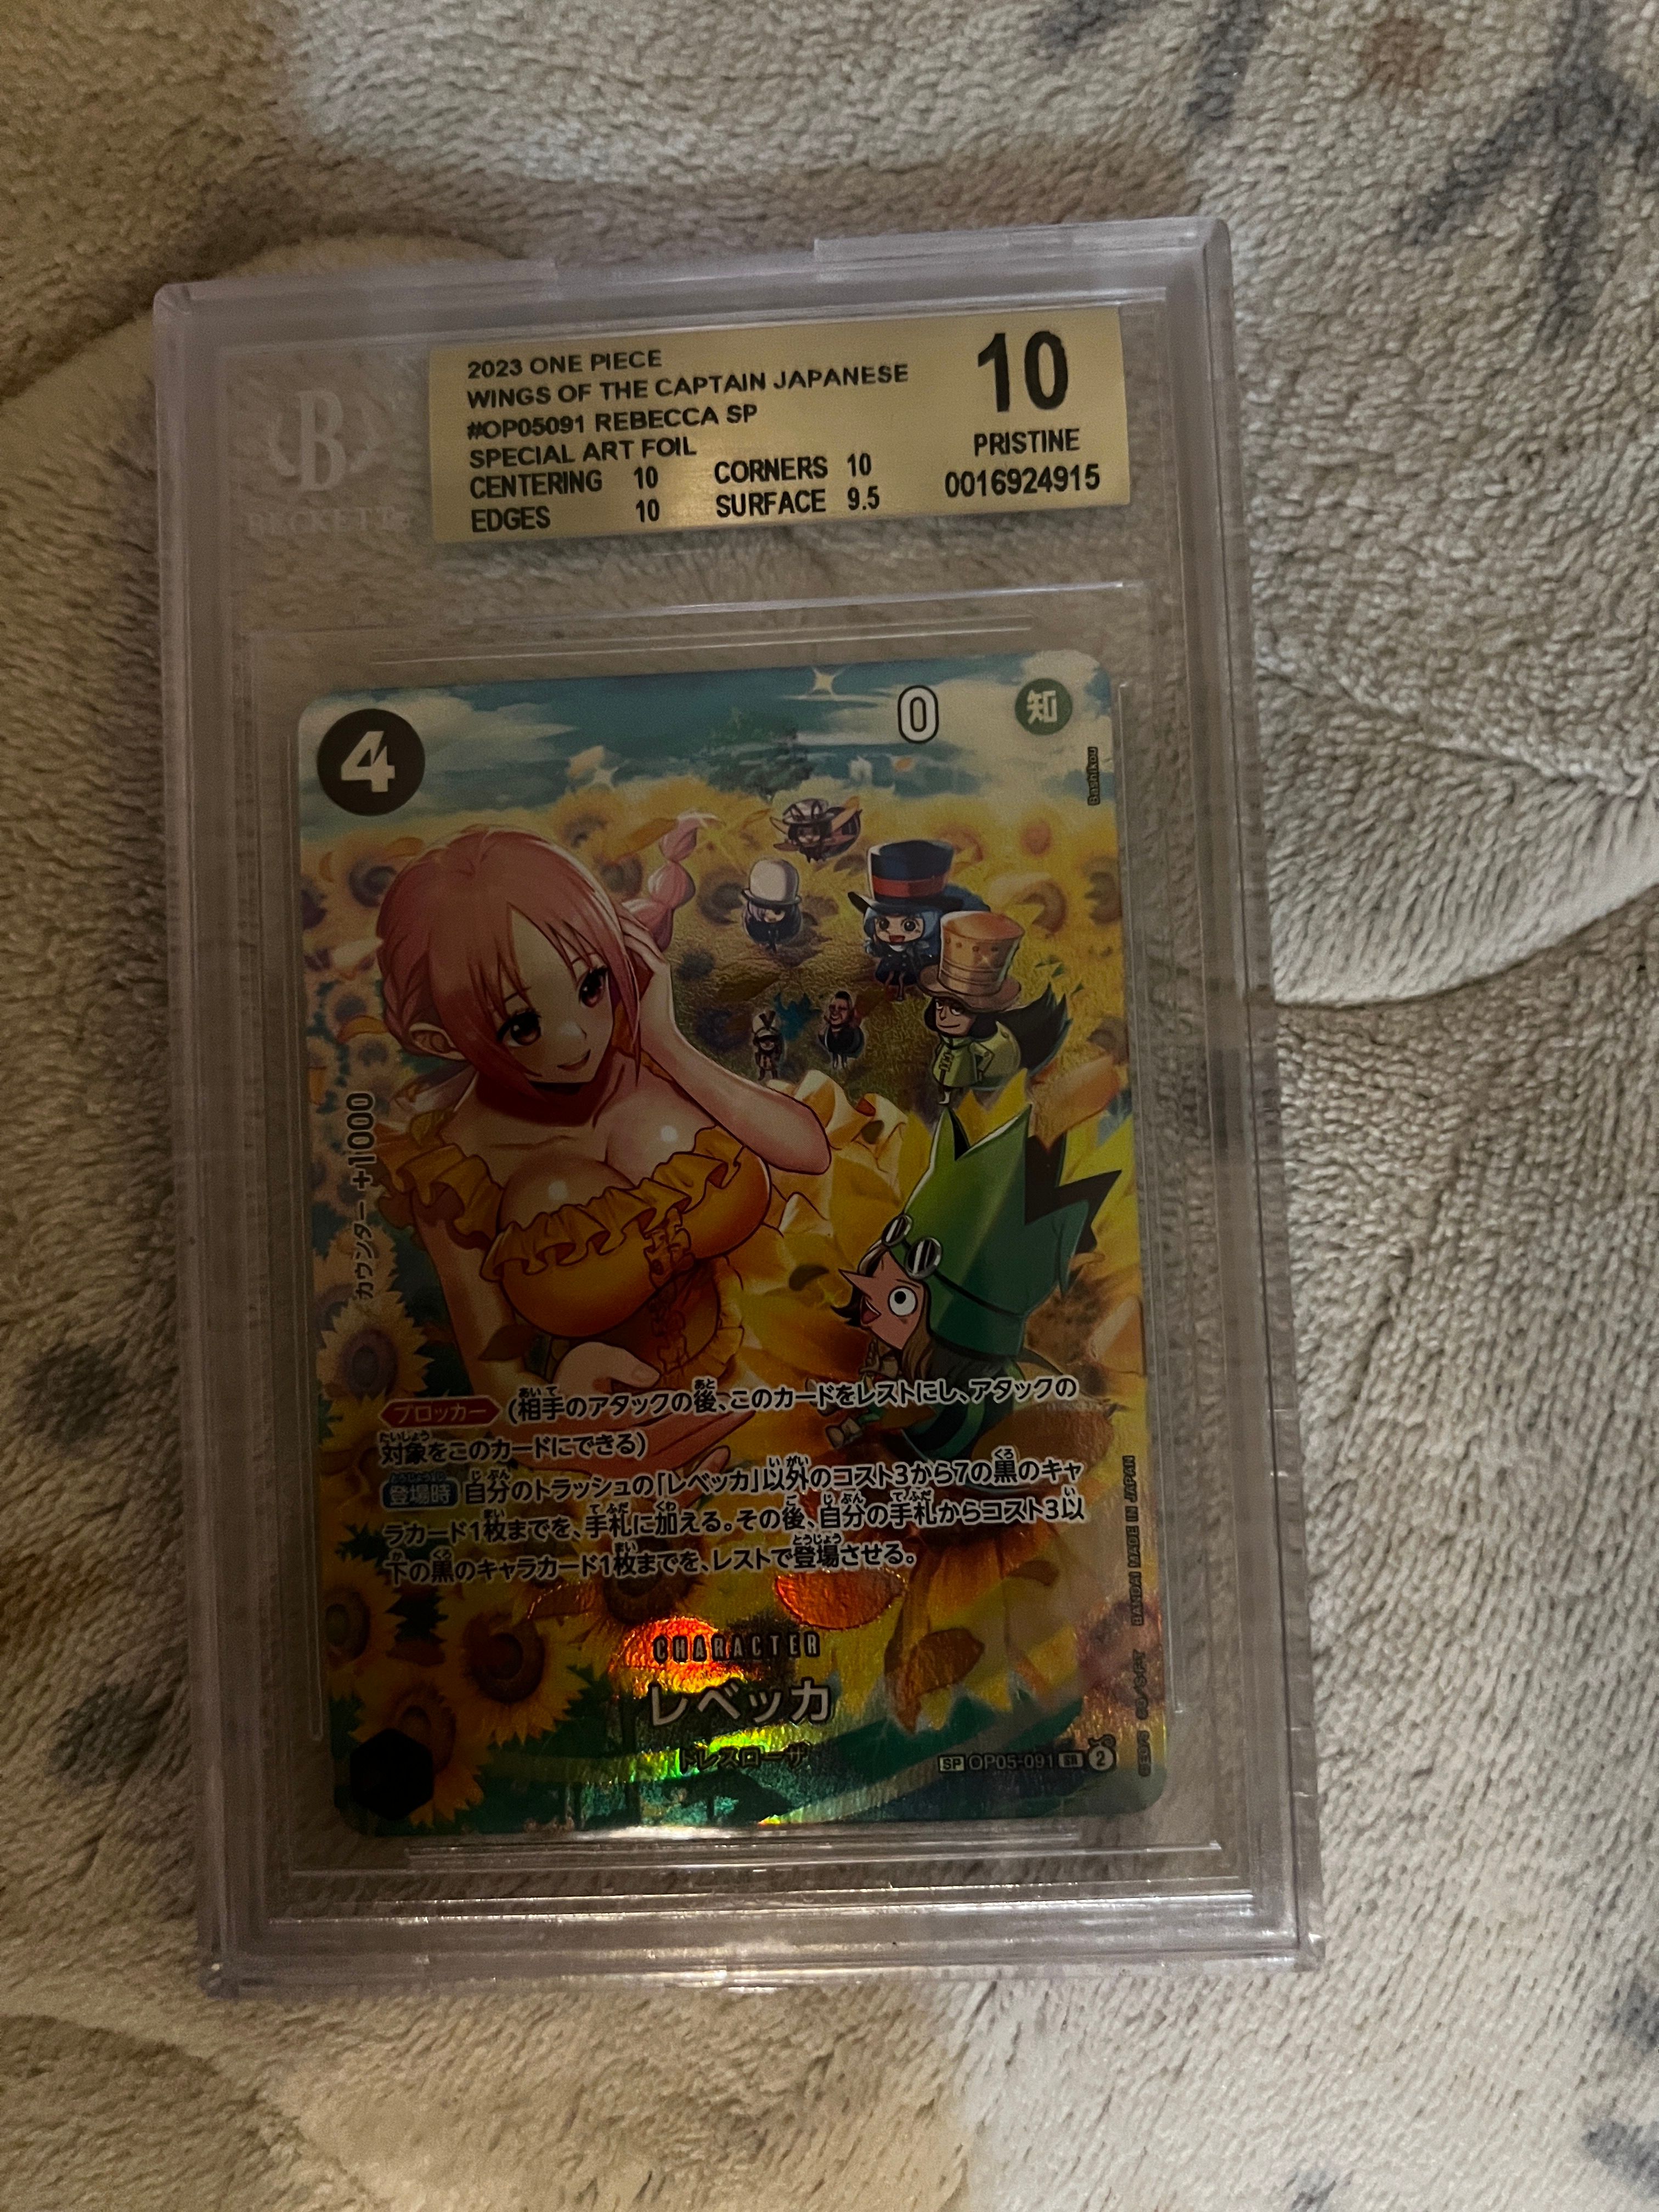 2023 ONE PIECE
WINGS OF THE CAPTAIN JAPANESE
#OP05091 REBECCA SP
SPECIAL ART FOIL
CENTERING 10 CORNERS 10
EDGES 10 SURFACE 9.5
10
PRISTINE
0016924915
B
BECKETT
4
0
知
Bashikou
カウンター +1000
ブロッカー (相手のアタックの後、このカードをレストにし、アタックの
対象をこのカードにできる)
登場時 自分のトラッシュの「レベッカ」以外のコスト3から7の黒のキャ
ラカード1枚までを、手札に加える。その後、自分の手札からコスト3以
下の黒のキャラカード1枚までを、レストで登場させる。
CHARACTER
レベッカ
ドレスローザ
SP OP05-091 SR 2
BANDAI MADE IN JAPAN